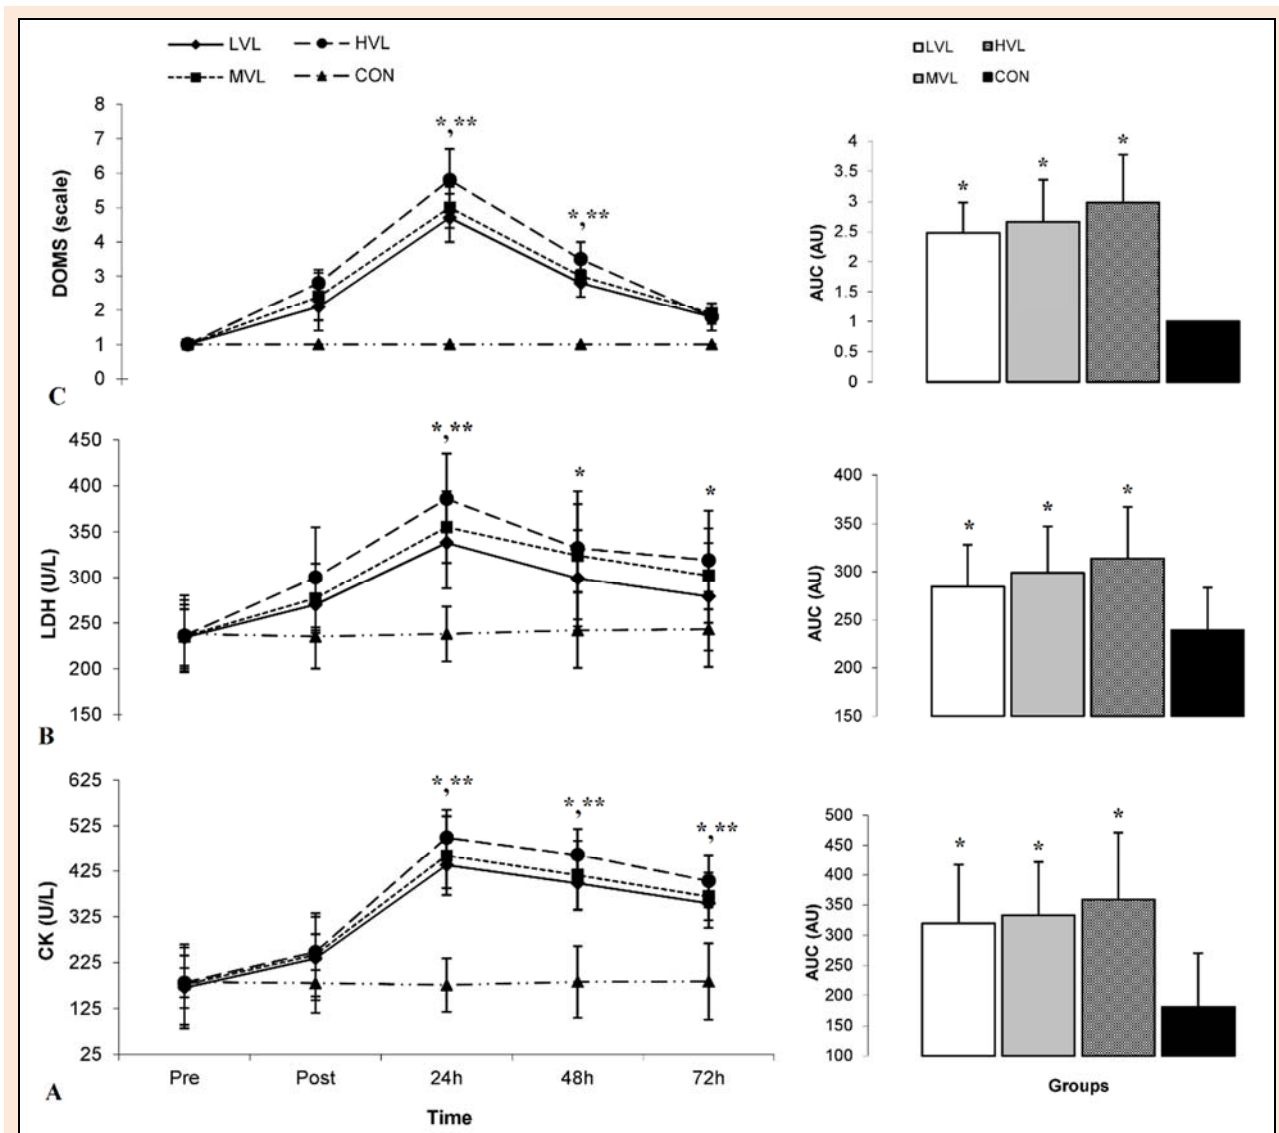 LVL HVL
MVL CON
LVL HVL
MVL CON
8
7
6
5
4
3
2
1
0
DOMS (scale)
*,**
*,**
C
4
3.5
3
2.5
2
1.5
1
0.5
0
AUC (AU)
* * *
450
400
350
300
250
200
150
LDH (U/L)
*,**
*
*
B
400
350
300
250
200
150
AUC (AU)
* * *
625
525
425
325
225
125
25
CK (U/L)
*,**
*,**
*,**
Pre Post 24h 48h 72h
A
Time
500
450
400
350
300
250
200
150
100
AUC (AU)
* * *
Groups